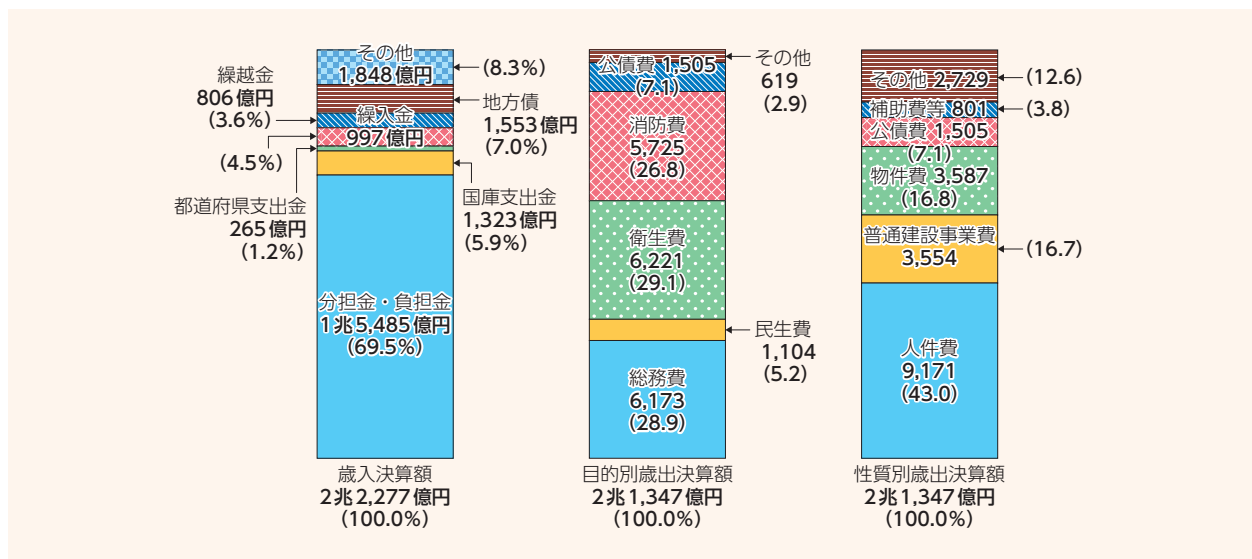 その他
1,848億円
(8.3%)
繰越金
806億円
(3.6%)
地方債
1,553億円
(7.0%)
繰入金
997億円
(4.5%)
都道府県支出金
265億円
(1.2%)
国庫支出金
1,323億円
(5.9%)
分担金・負担金
1兆5,485億円
(69.5%)
歳入決算額
2兆2,277億円
(100.0%)
その他
619
(2.9)
公債費 1,505
(7.1)
消防費
5,725
(26.8)
衛生費
6,221
(29.1)
民生費
1,104
(5.2)
総務費
6,173
(28.9)
目的別歳出決算額
2兆1,347億円
(100.0%)
その他 2,729
(12.6)
補助費等 801
(3.8)
公債費 1,505
(7.1)
物件費 3,587
(16.8)
普通建設事業費
3,554
(16.7)
人件費
9,171
(43.0)
性質別歳出決算額
2兆1,347億円
(100.0%)